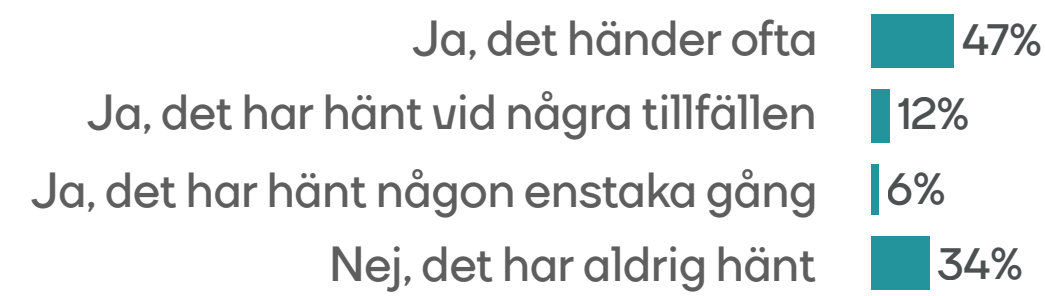 Ja, det händer ofta 47%
Ja, det har hänt vid några tillfällen 12%
Ja, det har hänt någon enstaka gång 6%
Nej, det har aldrig hänt 34%